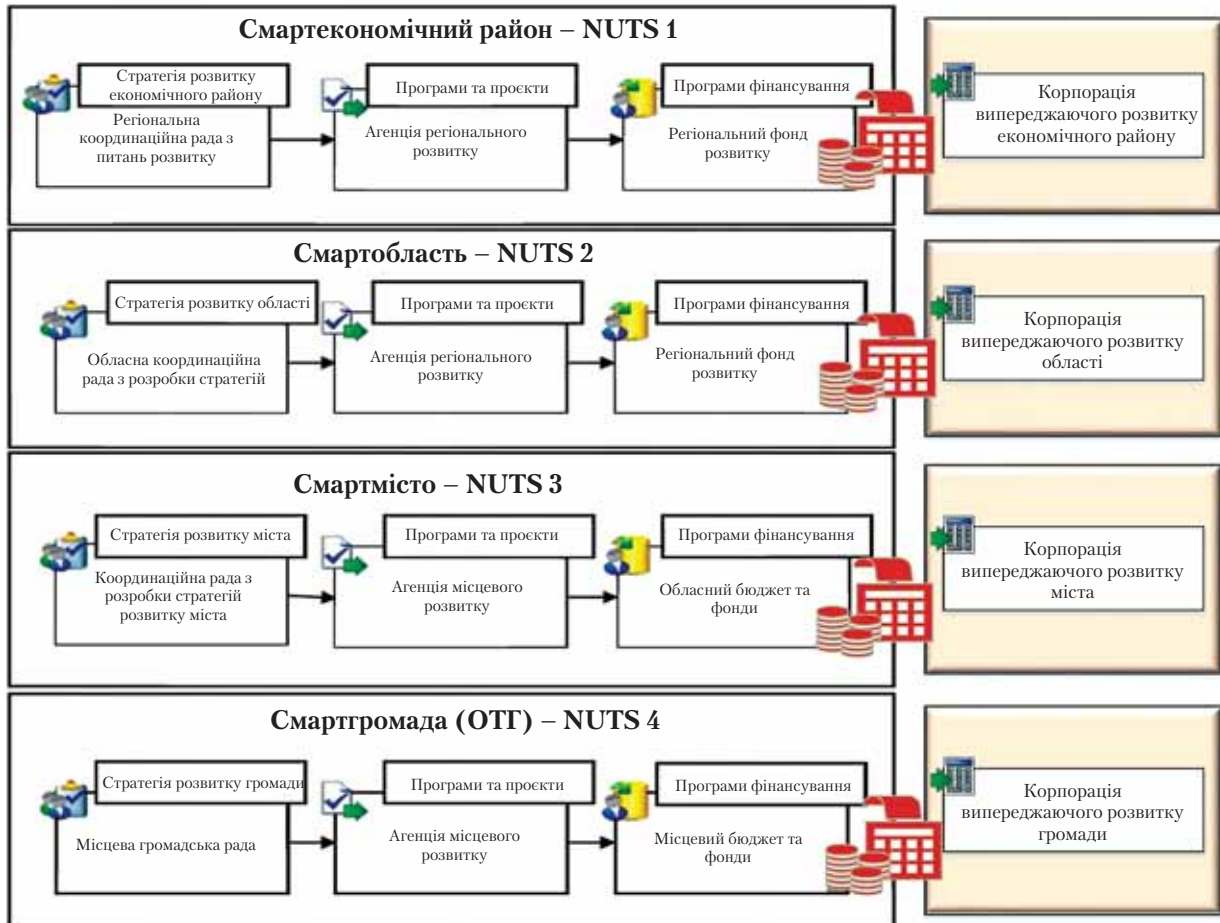 Смартекономічний район – NUTS 1
Стратегія розвитку
економічного району
Регіональна
координаційна рада з
питань розвитку
Програми та проєкти
Агенція регіонального
розвитку
Програми фінансування
Регіональний фонд
розвитку
Корпорація
випереджаючого розвитку
економічного району
Смартобласть – NUTS 2
Стратегія розвитку області
Обласна координаційна
рада з розробки стратегій
Програми та проєкти
Агенція регіонального
розвитку
Програми фінансування
Регіональний фонд
розвитку
Корпорація
випереджаючого розвитку
області
Смартмісто – NUTS 3
Стратегія розвитку міста
Координаційна рада з
розробки стратегій
розвитку міста
Програми та проєкти
Агенція місцевого
розвитку
Програми фінансування
Обласний бюджет та
фонди
Корпорація
випереджаючого розвитку
міста
Смартгромада (ОТГ) – NUTS 4
Стратегія розвитку громади
Місцева громадська рада
Програми та проєкти
Агенція місцевого
розвитку
Програми фінансування
Місцевий бюджет та
фонди
Корпорація
випереджаючого розвитку
громади